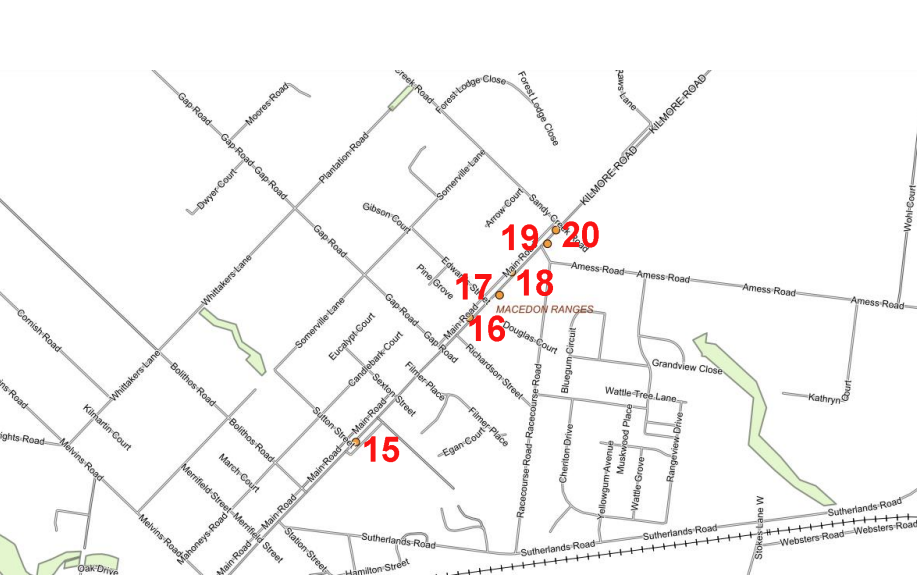 Creek Road
Forest Lodge Close
Forest Lodge Close
aws Lane
KILMORE ROAD
Gap Road
Moores Road
Gap Road
Gap Road
Plantation Road
KILMORE ROAD
Dwyer Court
Somerville Lane
Wohl Court
Gibson Court
Arrow Court
Sandy Creek Road
Gap Road
19
20
Main Road
Whittakers Lane
Pine Grove
Edward Street
Amess Road
Amess Road
Amess Road
Amess Road
17
18
MACEDON RANGES
Somerville Lane
Gap Road
Main Road
16
Douglas Court
Cornish Road
Eucalypt Court
Candlebark Court
Gap Road
Richardson Street
Bluegum Circuit
Whittakers Lane
Bolithos Road
Sexton Street
Filmer Place
Racecourse Road
Grandview Close
ins Road
Kilmartin Court
Sutton Street
Main Road
Filmer Place
Wattle Tree Lane
Kathryn Court
ights Road
Melvins Road
Bolithos Road
Egan Court
15
Cherlton Drive
Muskwood Place
Rangeview Drive
March Court
Main Road
Racecourse Road
Yellowgum Avenue
Wattle Grove
Merrifield Street
Melvins Road
Mahoneys Road
Merrifield Street
Main Road
Station Street
Sutherlands Road
Sutherlands Road
Sutherlands Road
Sutherlands Road
Stokes Lane W
Websters Road
Websters Road
Oak Drive
Main Road
Hamilton Street